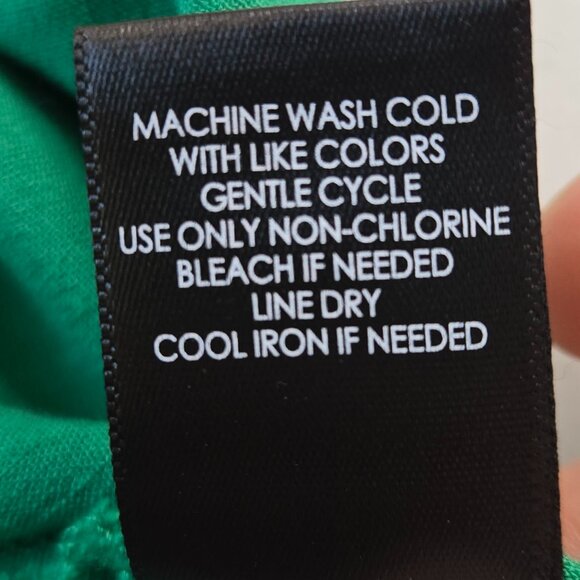 MACHINE WASH COLD
WITH LIKE COLORS
GENTLE CYCLE
USE ONLY NON-CHLORINE
BLEACH IF NEEDED
LINE DRY
COOL IRON IF NEEDED